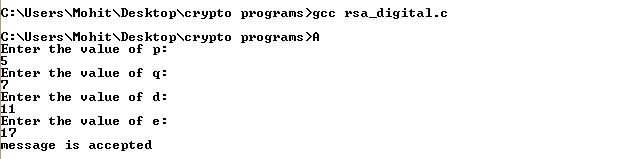 C:\Users\Mohit\Desktop\crypto programs>gcc rsa_digital.c
C:\Users\Mohit\Desktop\crypto programs>A
Enter the value of p:
5
Enter the value of q:
7
Enter the value of d:
11
Enter the value of e:
17
message is accepted